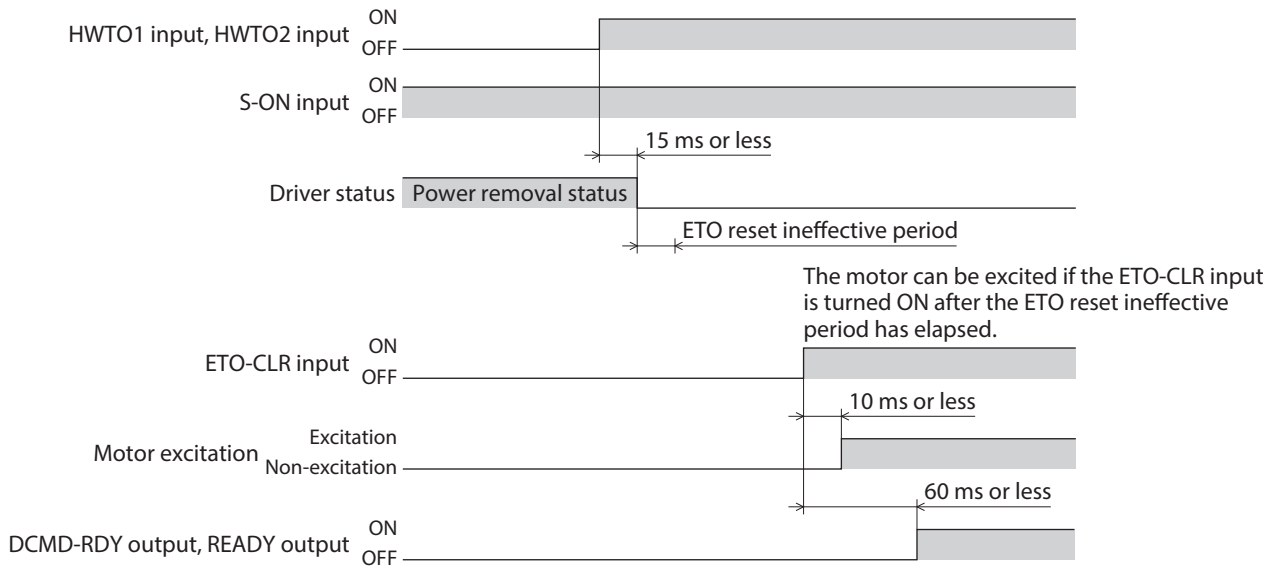 HWTO1 input, HWTO2 input
ON
OFF
S-ON input
ON
OFF
15 ms or less
Driver status
Power removal status
ETO reset ineffective period
The motor can be excited if the ETO-CLR input
is turned ON after the ETO reset ineffective
period has elapsed.
ETO-CLR input
ON
OFF
10 ms or less
Motor excitation
Excitation
Non-excitation
60 ms or less
DCMD-RDY output, READY output
ON
OFF